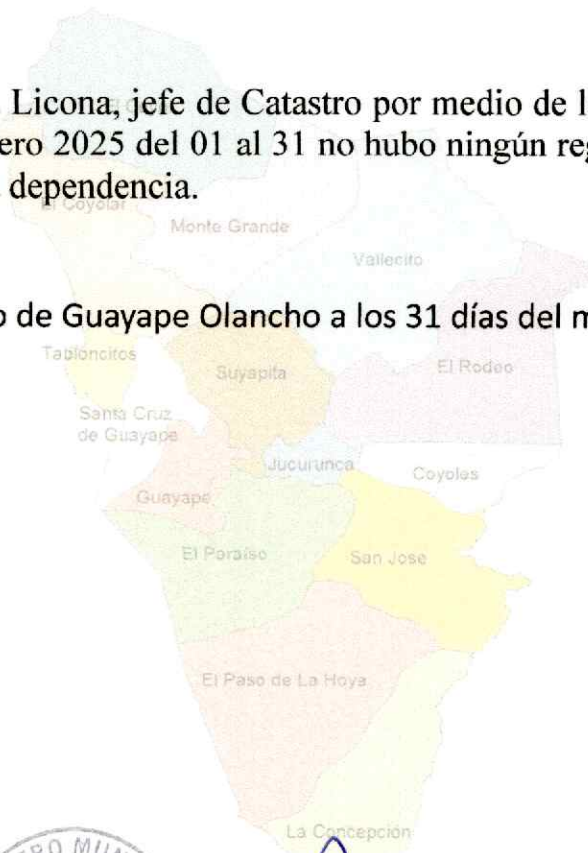 Licona, jefe de Catastro por medio de l
ero 2025 del 01 al 31 no hubo ningún reg
dependencia.
El Coyolar
Monte Grande
Vallecito
o de Guayape Olancho a los 31 días del m
Tabloncitos
Suyapita
El Rodeo
Santa Cruz
de Guayape
Jucurunca
Coyoles
Guayape
El Paraíso
San Jose
El Paso de La Hoya
La Concepción
RO MUN